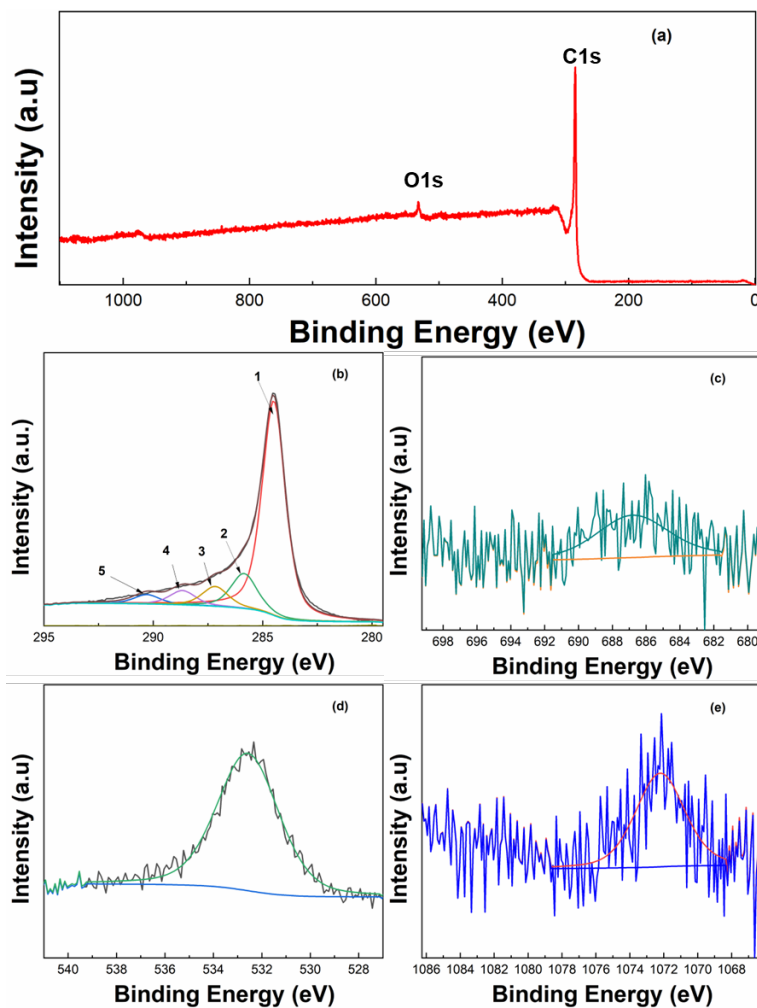 (a)
C1s
O1s
Intensity (a.u)
1000 800 600 400 200 0
Binding Energy (eV)
(b)
1
2
3
4
5
Intensity (a.u.)
295 290 285 280
Binding Energy (eV)
(c)
Intensity (a.u)
698 696 694 692 690 688 686 684 682 680
Binding Energy (eV)
(d)
Intensity (a.u)
540 538 536 534 532 530 528
Binding Energy (eV)
(e)
Intensity (a.u)
1086 1084 1082 1080 1078 1076 1074 1072 1070 1068
Binding Energy (eV)